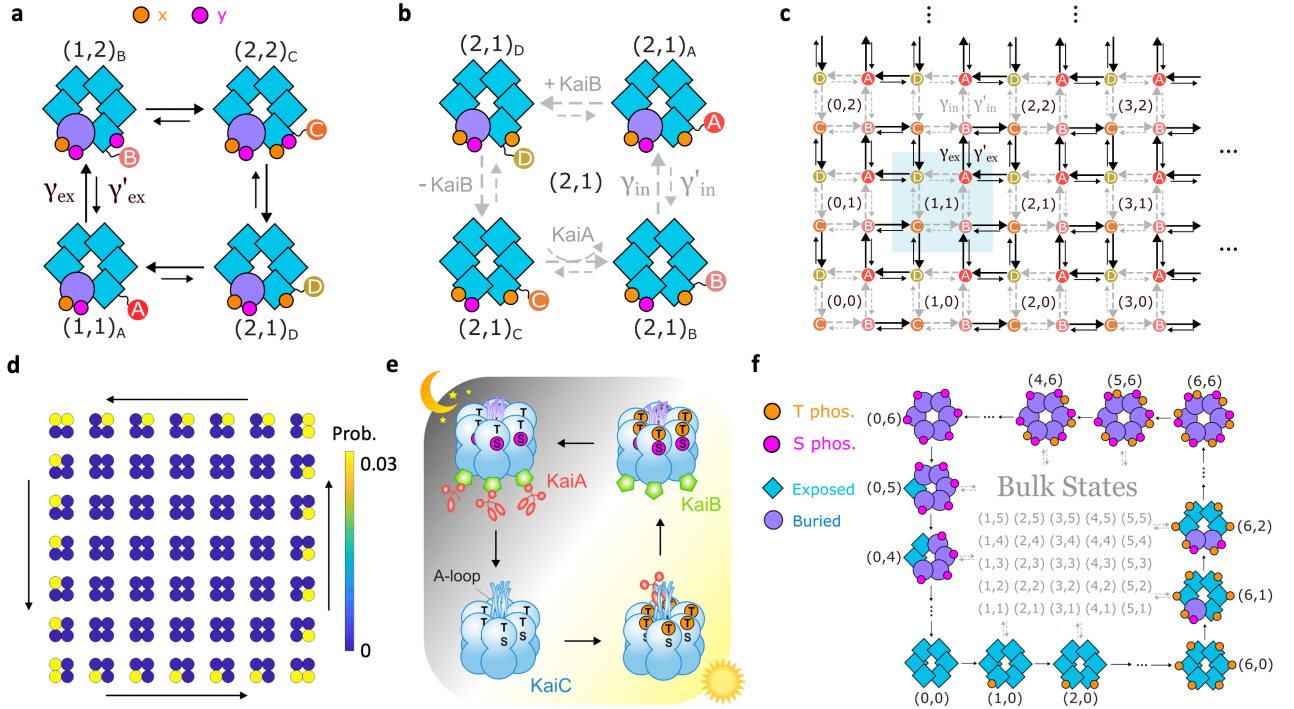 a
x
y
(1,2)B
(2,2)C
B
C
γex
γ'ex
A
D
(1,1)A
(2,1)D
b
(2,1)D
(2,1)A
+ KaiB
D
A
- KaiB
(2,1)
γin
γ'in
KaiA
C
B
(2,1)C
(2,1)B
c
⋮ ⋮
D A D A D A D A
(0,2) γin γ'in (2,2) (3,2)
C B C B C B C B
γex γ'ex
...
D A D A D A D A
(0,1) (1,1) (2,1) (3,1)
C B C B C B C B
...
D A D A D A D A
(0,0) (1,0) (2,0) (3,0)
C B C B C B C B
d
Prob.
0.03
0
e
T T T
S S
KaiA
T T T T
S S
KaiB
A-loop
T T T
S
KaiC
T T T T
S
f
T phos.
S phos.
Exposed
Buried
(4,6) (5,6) (6,6)
(0,6)
...
(0,5)
(0,4)
Bulk States
(1,5) (2,5) (3,5) (4,5) (5,5)
(1,4) (2,4) (3,4) (4,4) (5,4)
(1,3) (2,3) (3,3) (4,3) (5,3)
(1,2) (2,2) (3,2) (4,2) (5,2)
(1,1) (2,1) (3,1) (4,1) (5,1)
⋮
(6,2)
(6,1)
(6,0)
⋮
...
(0,0) (1,0) (2,0)